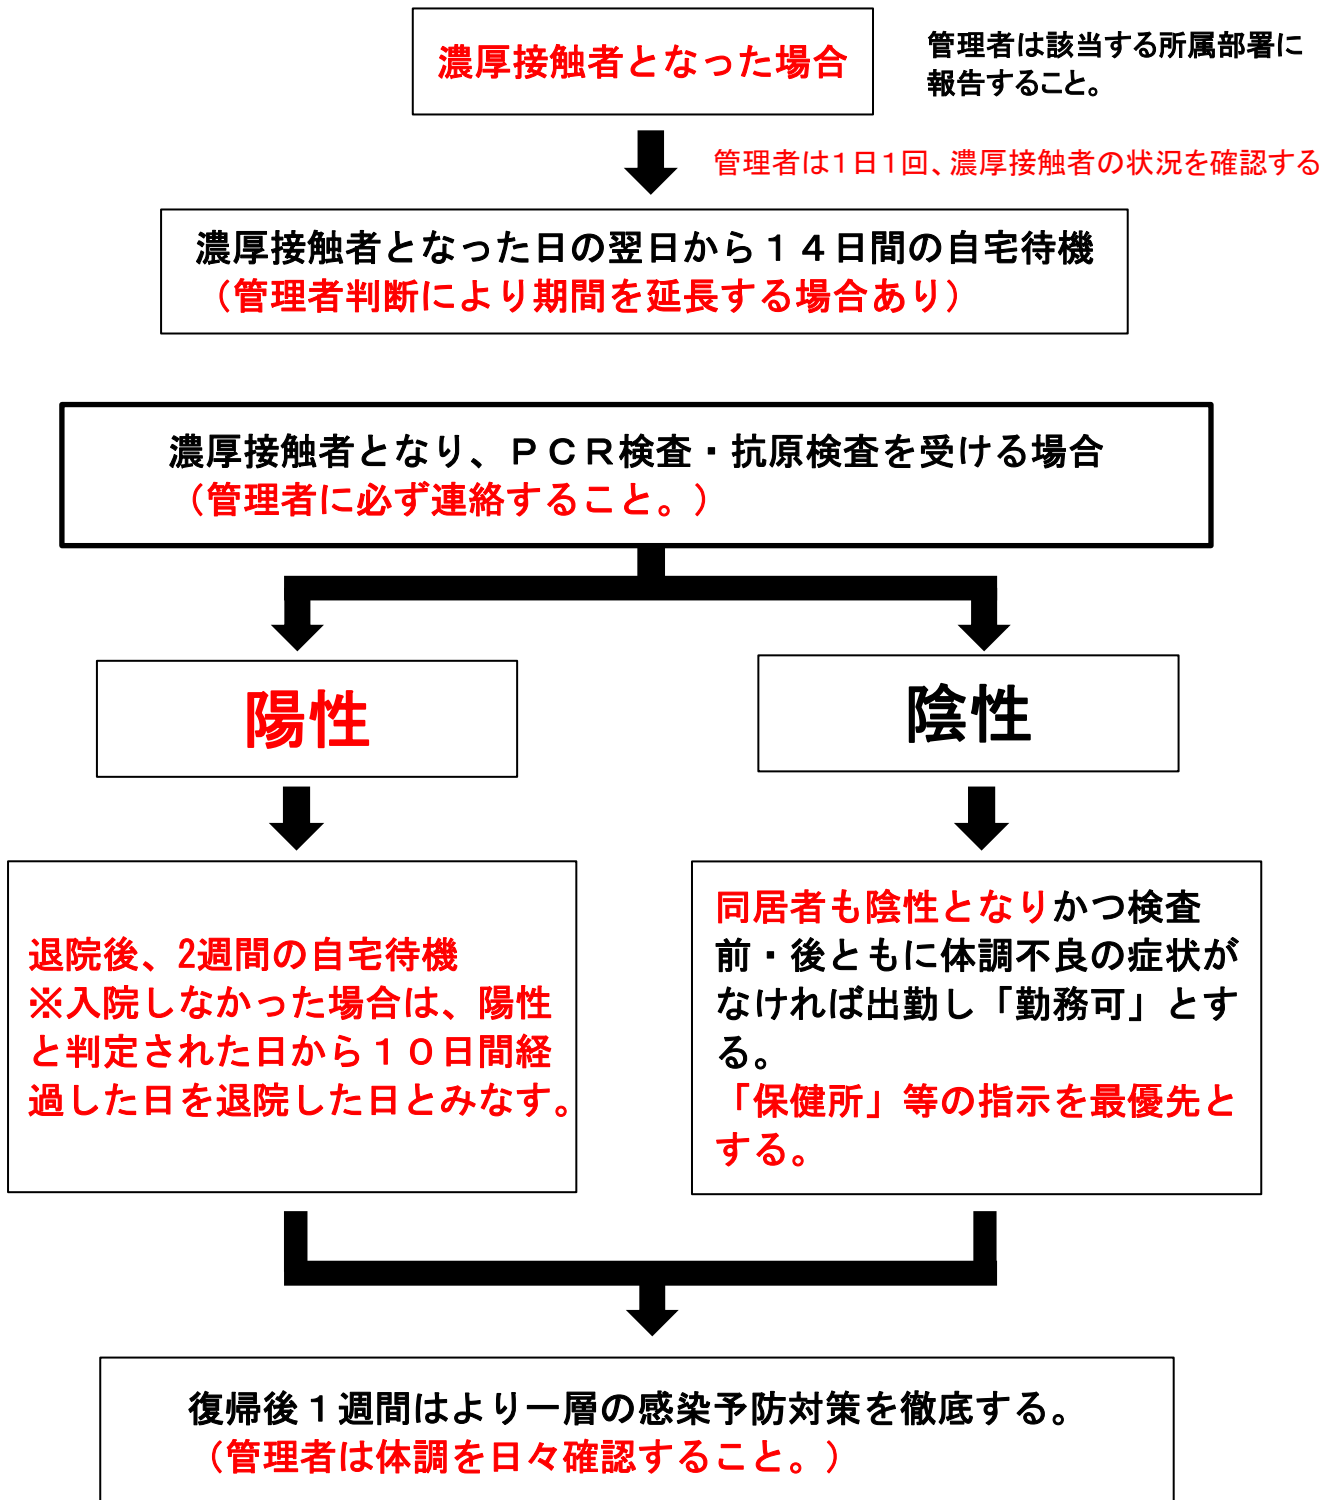 濃厚接触者となった場合
管理者は該当する所属部署に
報告すること。
管理者は１日１回、濃厚接触者の状況を確認する
濃厚接触者となった日の翌日から１４日間の自宅待機
（管理者判断により期間を延長する場合あり）
濃厚接触者となり、ＰＣＲ検査・抗原検査を受ける場合
（管理者に必ず連絡すること。）
陽性
陰性
退院後、2週間の自宅待機
※入院しなかった場合は、陽性
と判定された日から１０日間経
過した日を退院した日とみなす。
同居者も陰性となりかつ検査
前・後ともに体調不良の症状が
なければ出勤し「勤務可」とす
る。
「保健所」等の指示を最優先と
する。
復帰後１週間はより一層の感染予防対策を徹底する。
（管理者は体調を日々確認すること。）